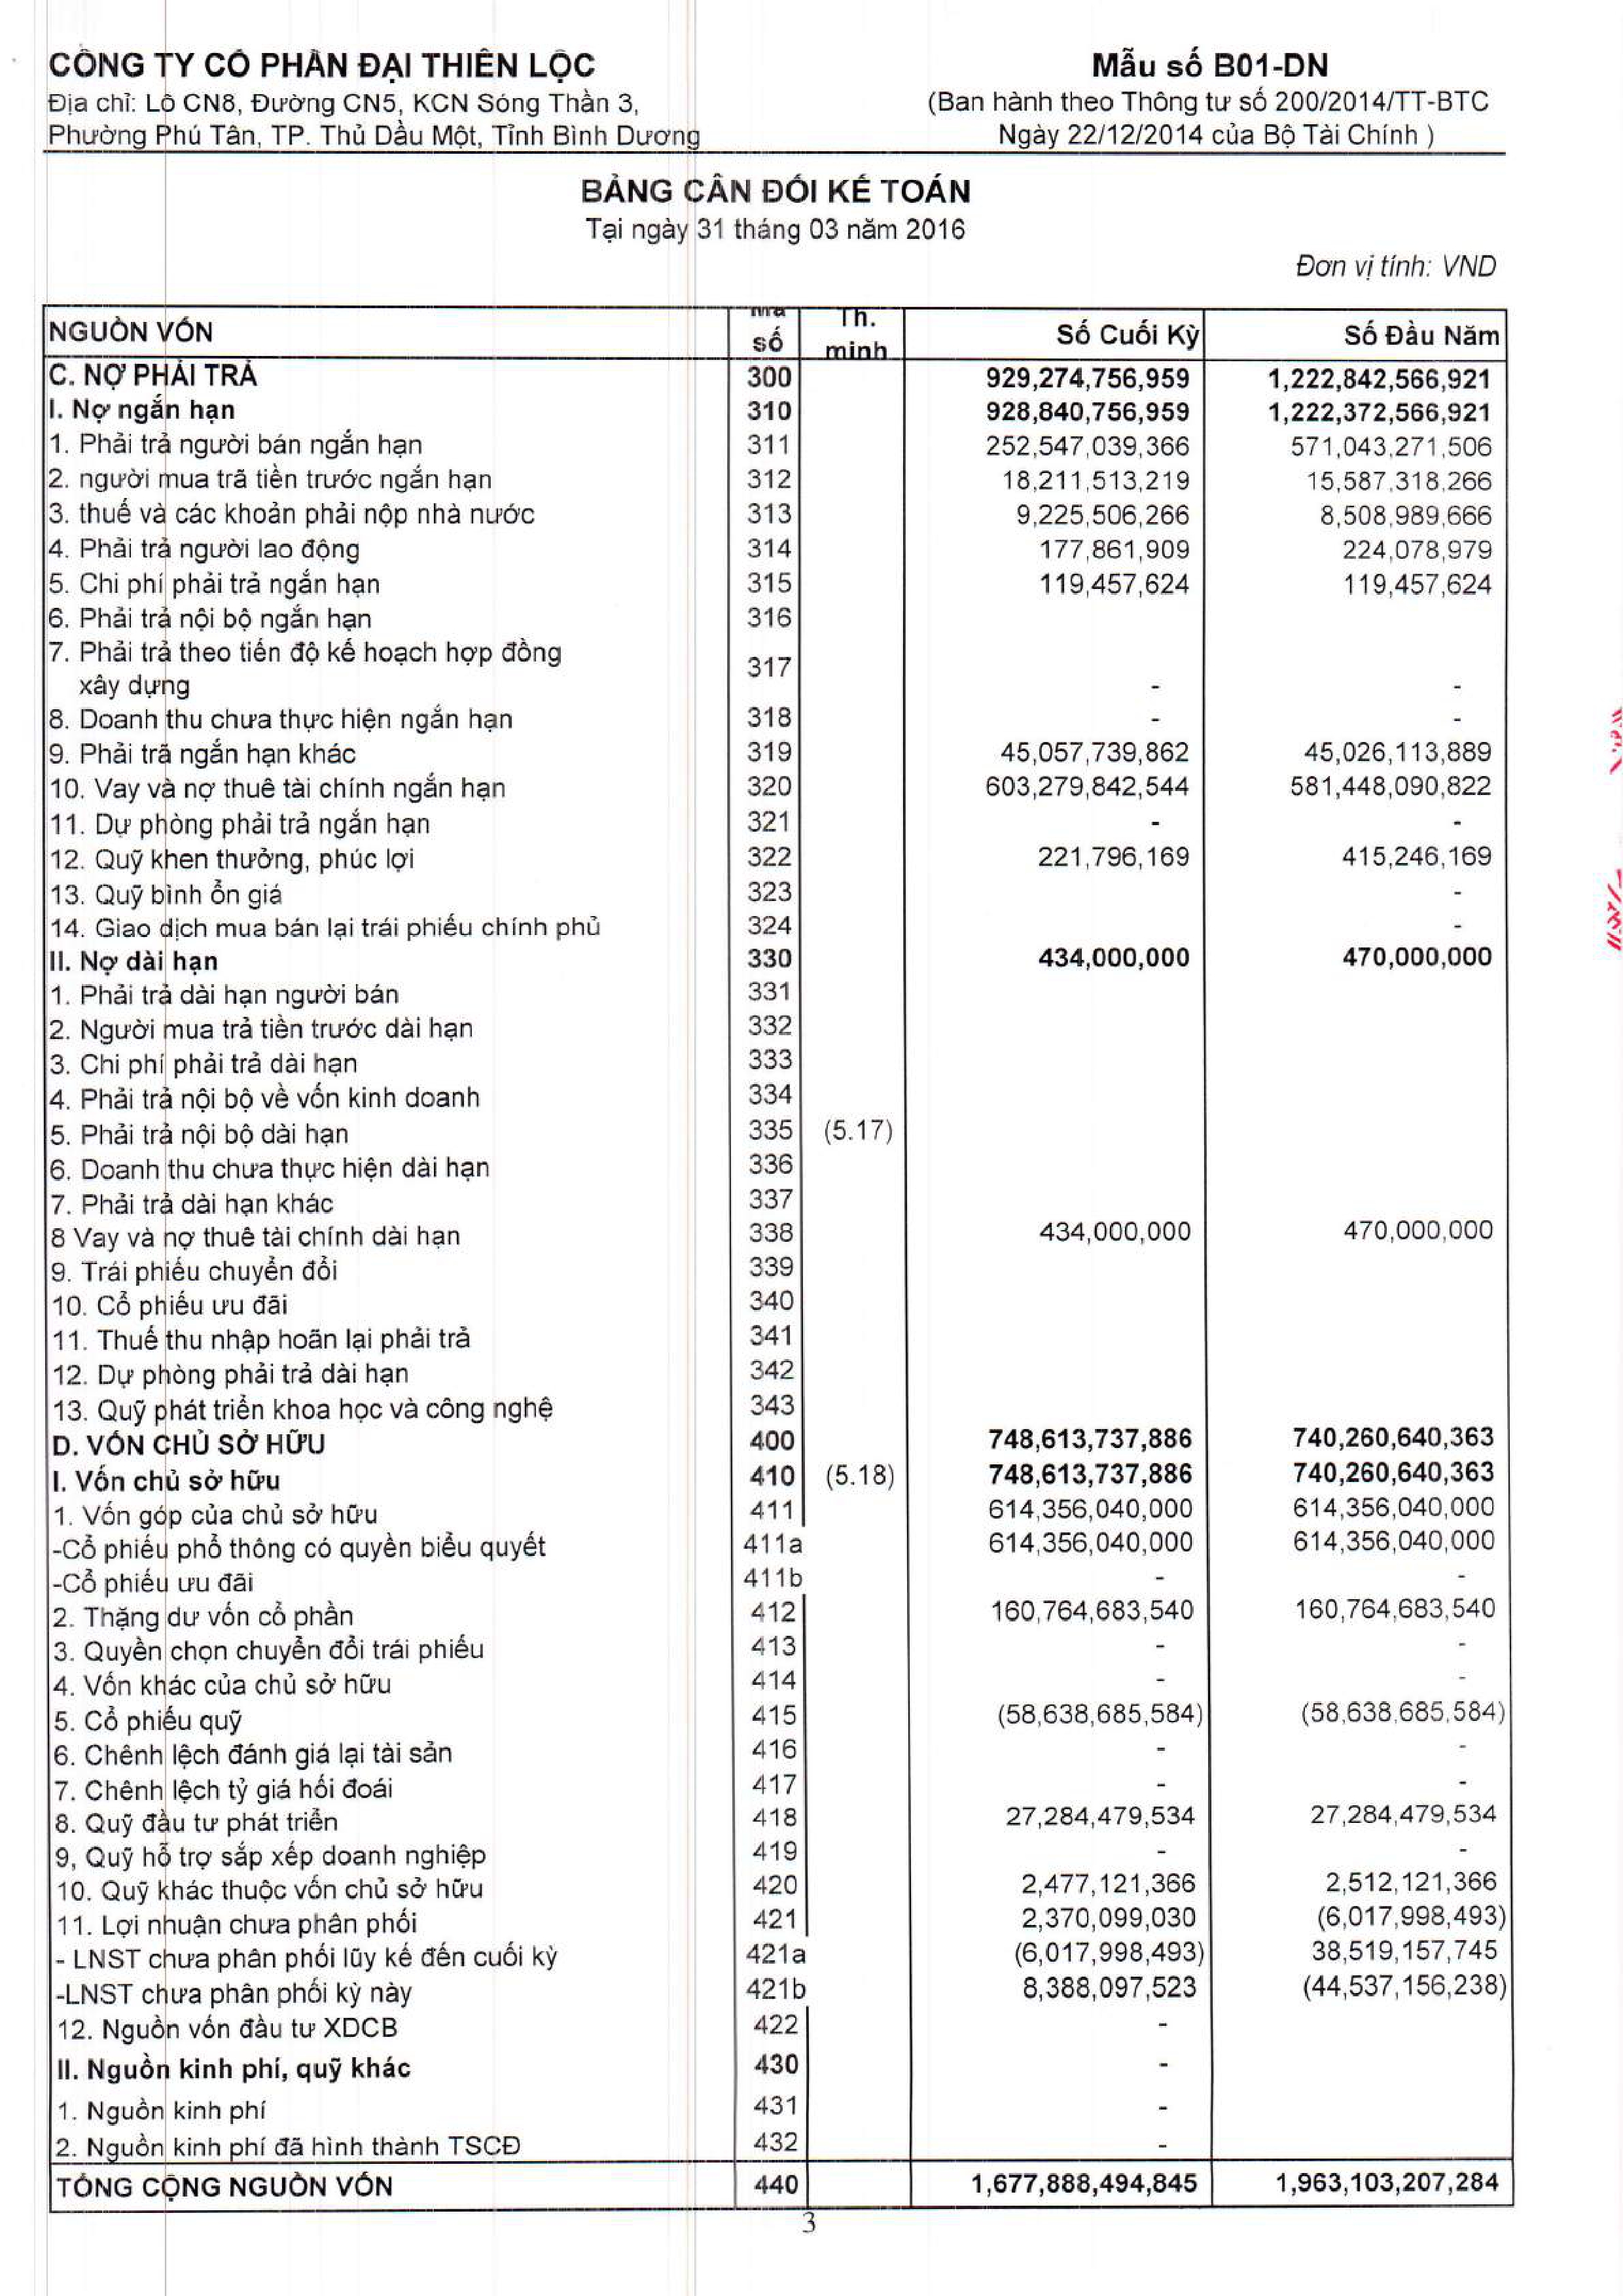 CÔNG TY CỔ PHẦN ĐẠI THIÊN LỘC
Địa chỉ: Lô CN8, Đường CN5, KCN Sóng Thần 3,
Phường Phú Tân, TP. Thủ Dầu Một, Tỉnh Bình Dương
Mẫu số B01-DN
(Ban hành theo Thông tư số 200/2014/TT-BTC
Ngày 22/12/2014 của Bộ Tài Chính )
BẢNG CÂN ĐỐI KẾ TOÁN
Tại ngày 31 tháng 03 năm 2016
Đơn vị tính: VND
NGUỒN VỐN Mã số Th. minh Số Cuối Kỳ Số Đầu Năm
C. NỢ PHẢI TRẢ 300 929,274,756,959 1,222,842,566,921
I. Nợ ngắn hạn 310 928,840,756,959 1,222,372,566,921
1. Phải trả người bán ngắn hạn 311 252,547,039,366 571,043,271,506
2. người mua trã tiền trước ngắn hạn 312 18,211,513,219 15,587,318,266
3. thuế và các khoản phải nộp nhà nước 313 9,225,506,266 8,508,989,666
4. Phải trả người lao động 314 177,861,909 224,078,979
5. Chi phí phải trả ngắn hạn 315 119,457,624 119,457,624
6. Phải trả nội bộ ngắn hạn 316
7. Phải trả theo tiến độ kế hoạch hợp đồng
xây dựng 317 - -
8. Doanh thu chưa thực hiện ngắn hạn 318 - -
9. Phải trã ngắn hạn khác 319 45,057,739,862 45,026,113,889
10. Vay và nợ thuê tài chính ngắn hạn 320 603,279,842,544 581,448,090,822
11. Dự phòng phải trả ngắn hạn 321 - -
12. Quỹ khen thưởng, phúc lợi 322 221,796,169 415,246,169
13. Quỹ bình ổn giá 323 -
14. Giao dịch mua bán lại trái phiếu chính phủ 324 -
II. Nợ dài hạn 330 434,000,000 470,000,000
1. Phải trả dài hạn người bán 331
2. Người mua trả tiền trước dài hạn 332
3. Chi phí phải trả dài hạn 333
4. Phải trả nội bộ về vốn kinh doanh 334
5. Phải trả nội bộ dài hạn 335 (5.17)
6. Doanh thu chưa thực hiện dài hạn 336
7. Phải trả dài hạn khác 337
8 Vay và nợ thuê tài chính dài hạn 338 434,000,000 470,000,000
9. Trái phiếu chuyển đổi 339
10. Cổ phiếu ưu đãi 340
11. Thuế thu nhập hoãn lại phải trả 341
12. Dự phòng phải trả dài hạn 342
13. Quỹ phát triển khoa học và công nghệ 343
D. VỐN CHỦ SỞ HỮU 400 748,613,737,886 740,260,640,363
I. Vốn chủ sở hữu 410 (5.18) 748,613,737,886 740,260,640,363
1. Vốn góp của chủ sở hữu 411 614,356,040,000 614,356,040,000
-Cổ phiếu phổ thông có quyền biểu quyết 411a 614,356,040,000 614,356,040,000
-Cổ phiếu ưu đãi 411b - -
2. Thặng dư vốn cổ phần 412 160,764,683,540 160,764,683,540
3. Quyền chọn chuyển đổi trái phiếu 413 - -
4. Vốn khác của chủ sở hữu 414 - -
5. Cổ phiếu quỹ 415 (58,638,685,584) (58,638,685,584)
6. Chênh lệch đánh giá lại tài sản 416 - -
7. Chênh lệch tỷ giá hối đoái 417 - -
8. Quỹ đầu tư phát triển 418 27,284,479,534 27,284,479,534
9, Quỹ hỗ trợ sắp xếp doanh nghiệp 419 - -
10. Quỹ khác thuộc vốn chủ sở hữu 420 2,477,121,366 2,512,121,366
11. Lợi nhuận chưa phân phối 421 2,370,099,030 (6,017,998,493)
- LNST chưa phân phối lũy kế đến cuối kỳ 421a (6,017,998,493) 38,519,157,745
-LNST chưa phân phối kỳ này 421b 8,388,097,523 (44,537,156,238)
12. Nguồn vốn đầu tư XDCB 422 -
II. Nguồn kinh phí, quỹ khác 430 -
1. Nguồn kinh phí 431 -
2. Nguồn kinh phí đã hình thành TSCĐ 432 -
TỔNG CỘNG NGUỒN VỐN 440 1,677,888,494,845 1,963,103,207,284
3